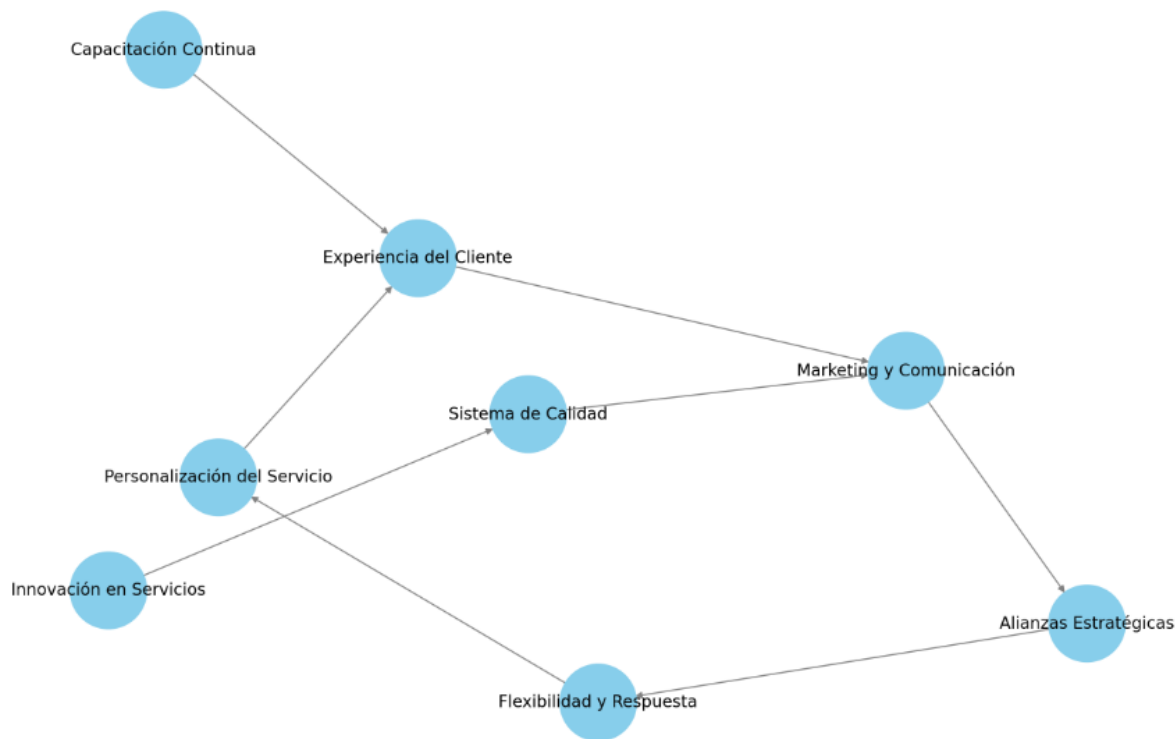 Capacitación Continua
Experiencia del Cliente
Marketing y Comunicación
Sistema de Calidad
Personalización del Servicio
Innovación en Servicios
Alianzas Estratégicas
Flexibilidad y Respuesta